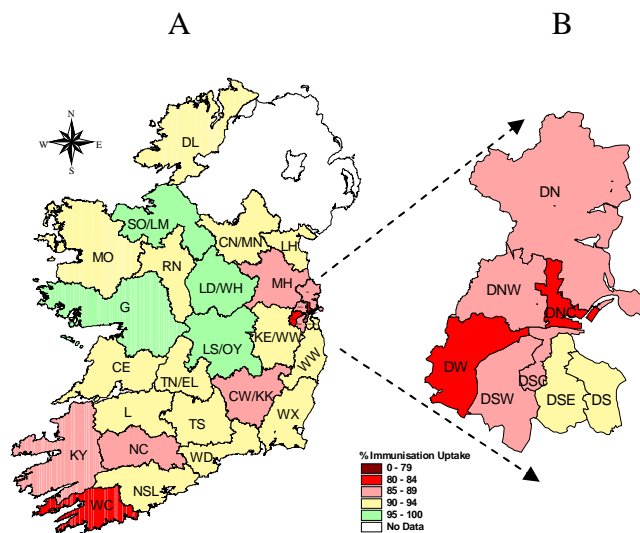 A
B
N
W E
S
DL
SO/LM
MO
RN
CN/MN
LH
LD/WH
MH
G
LS/OY
KE/WW
WW
CE
TN/EL
CW/KK
L
TS
WX
KY
NC
WD
NSL
WC
DN
DNW
DNC
DW
DSC
DSW
DSE
DS
% Immunisation Uptake
0 - 79
80 - 84
85 - 89
90 - 94
95 - 100
No Data